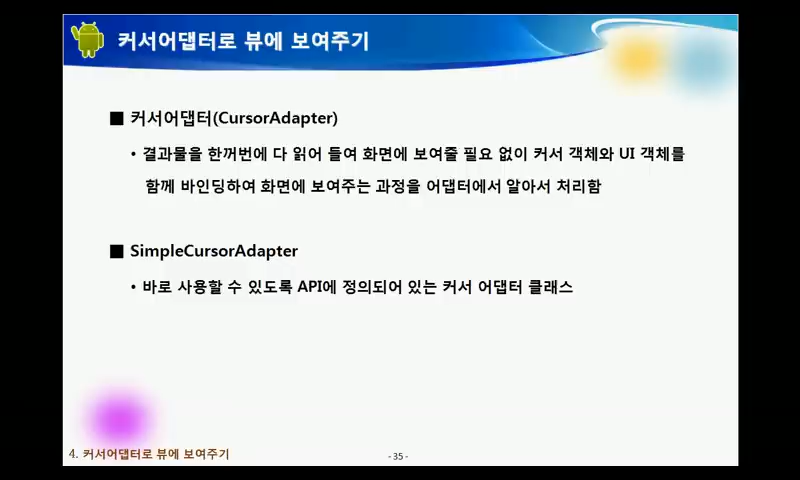 커서어댑터로 뷰에 보여주기
■ 커서어댑터(CursorAdapter)
• 결과물을 한꺼번에 다 읽어 들여 화면에 보여줄 필요 없이 커서 객체와 UI 객체를
함께 바인딩하여 화면에 보여주는 과정을 어댑터에서 알아서 처리함
■ SimpleCursorAdapter
• 바로 사용할 수 있도록 API에 정의되어 있는 커서 어댑터 클래스
4. 커서어댑터로 뷰에 보여주기
- 35 -